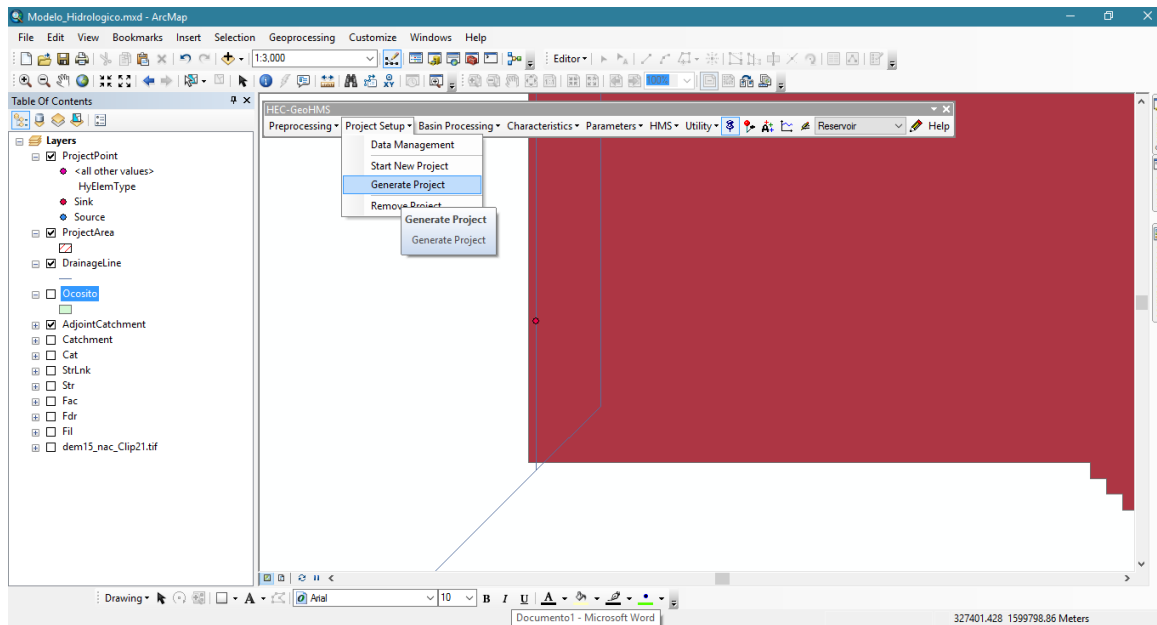 Modelo_Hidrologico.mxd - ArcMap
File Edit View Bookmarks Insert Selection Geoprocessing Customize Windows Help
1:3,000
Editor
100%
Table Of Contents
HEC-GeoHMS
Preprocessing Project Setup Basin Processing Characteristics Parameters HMS Utility Reservoir Help
Data Management
Start New Project
Generate Project
Remove Project
Generate Project
Generate Project
Layers
ProjectPoint
<all other values>
HyElemType
Sink
Source
ProjectArea
DrainageLine
Ocosito
AdjointCatchment
Catchment
Cat
StrLnk
Str
Fac
Fdr
Fil
dem15_nac_Clip21.tif
Drawing A Arial 10 B I U A
Documento1 - Microsoft Word
327401.428 1599798.86 Meters